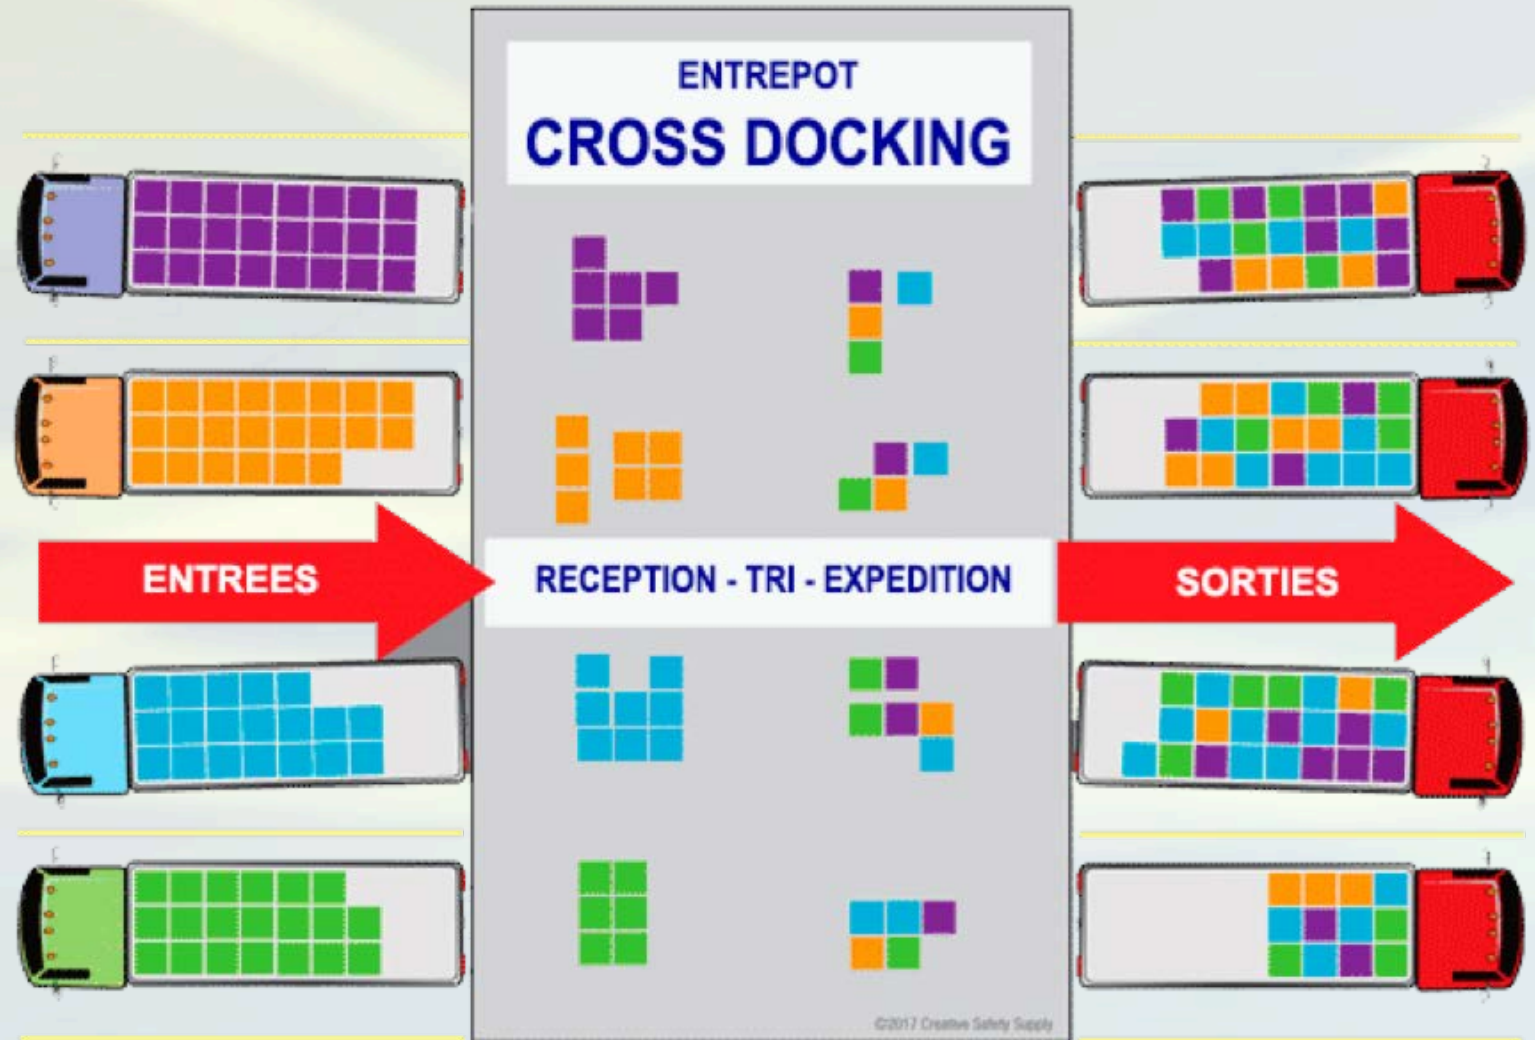 ENTREPOT
CROSS DOCKING
ENTREES
RECEPTION - TRI - EXPEDITION
SORTIES
©2017 Creative Safety Supply